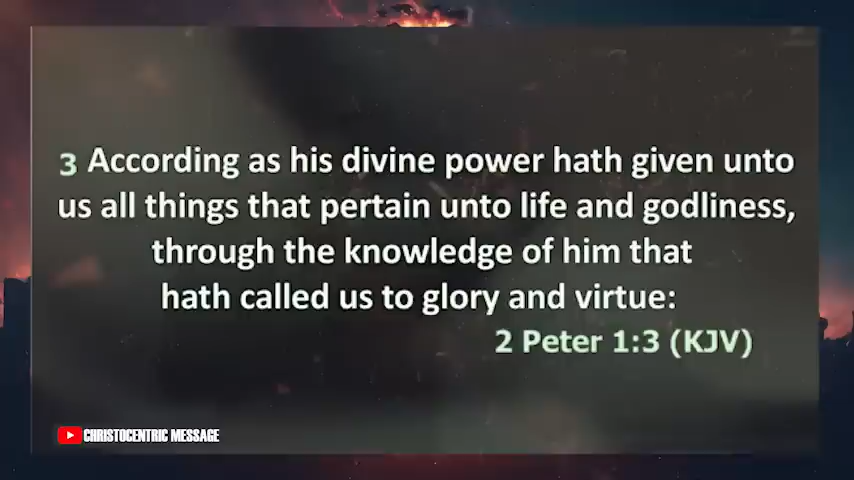 3 According as his divine power hath given unto
us all things that pertain unto life and godliness,
through the knowledge of him that
hath called us to glory and virtue:
2 Peter 1:3 (KJV)
CHRISTOCENTRIC MESSAGE